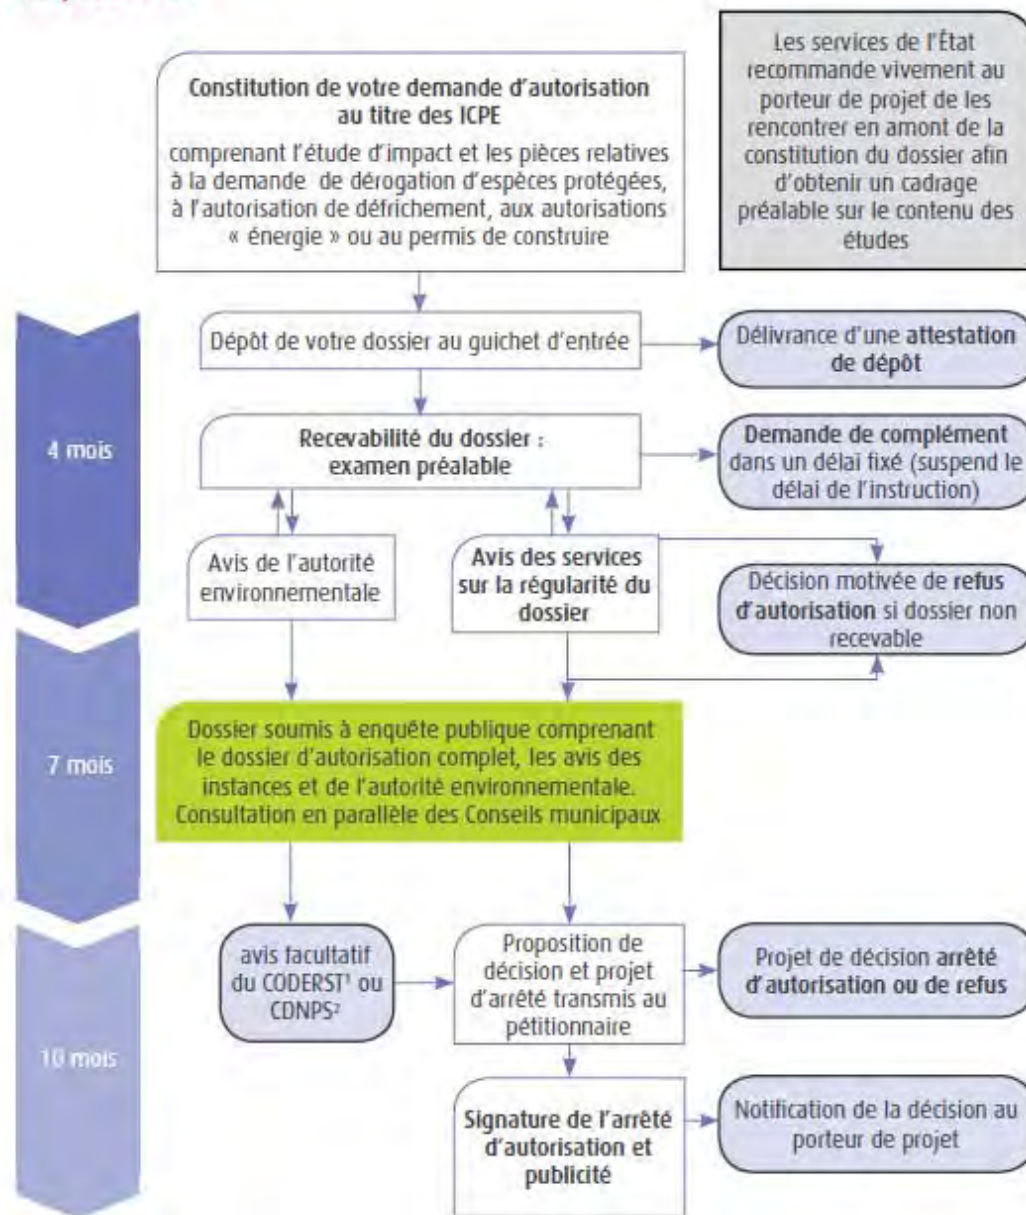 Constitution de votre demande d'autorisation
au titre des ICPE
comprenant l'étude d'impact et les pièces relatives
à la demande de dérogation d'espèces protégées,
à l'autorisation de défrichement, aux autorisations
« énergie » ou au permis de construire
Les services de l'État
recommande vivement au
porteur de projet de les
rencontrer en amont de la
constitution du dossier afin
d'obtenir un cadrage
préalable sur le contenu des
études
4 mois
Dépôt de votre dossier au guichet d'entrée
Délivrance d'une attestation
de dépôt
Recevabilité du dossier :
examen préalable
Demande de complément
dans un délai fixé (suspend le
délai de l'instruction)
Avis de l'autorité
environnementale
Avis des services
sur la régularité du
dossier
Décision motivée de refus
d'autorisation si dossier non
recevable
7 mois
Dossier soumis à enquête publique comprenant
le dossier d'autorisation complet, les avis des
instances et de l'autorité environnementale.
Consultation en parallèle des Conseils municipaux
10 mois
avis facultatif
du CODERST¹ ou
CDNPS²
Proposition de
décision et projet
d'arrêté transmis au
pétitionnaire
Projet de décision arrêté
d'autorisation ou de refus
Signature de l'arrêté
d'autorisation et
publicité
Notification de la décision au
porteur de projet